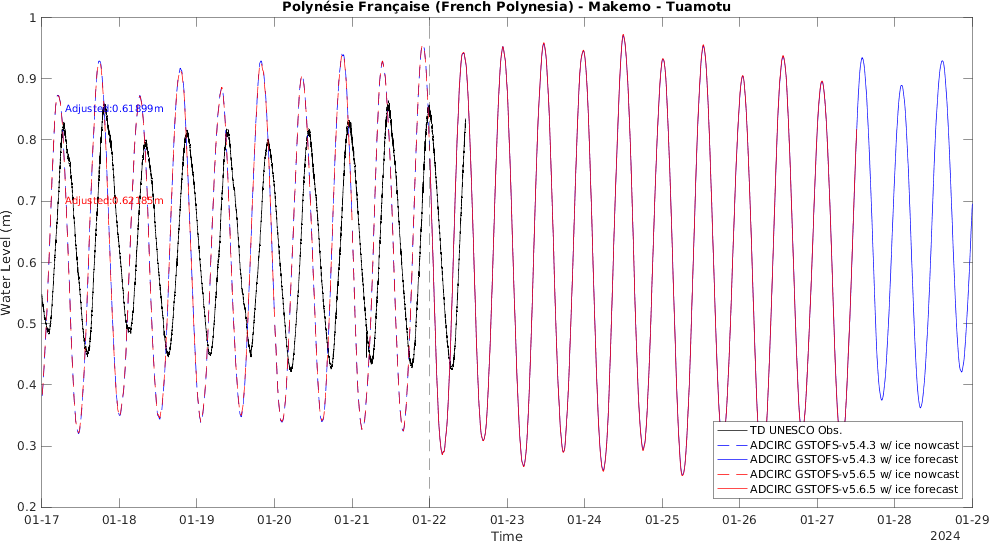 Polynésie Française (French Polynesia) - Makemo - Tuamotu
1
0.9
0.8
0.7
0.6
0.5
0.4
0.3
0.2
Water Level (m)
Adjusted:0.61899m
Adjusted:0.62185m
TD UNESCO Obs.
ADCIRC GSTOFS-v5.4.3 w/ ice nowcast
ADCIRC GSTOFS-v5.4.3 w/ ice forecast
ADCIRC GSTOFS-v5.6.5 w/ ice nowcast
ADCIRC GSTOFS-v5.6.5 w/ ice forecast
01-17 01-18 01-19 01-20 01-21 01-22 01-23 01-24 01-25 01-26 01-27 01-28 01-29
Time
2024